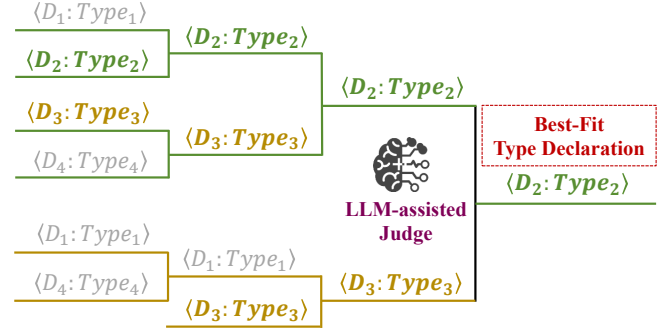 ⟨D₁: Type₁⟩
⟨D₂: Type₂⟩
⟨D₂: Type₂⟩
⟨D₂: Type₂⟩
⟨D₃: Type₃⟩
⟨D₃: Type₃⟩
⟨D₄: Type₄⟩
LLM-assisted
Judge
Best-Fit
Type Declaration
⟨D₂: Type₂⟩
⟨D₁: Type₁⟩
⟨D₁: Type₁⟩
⟨D₄: Type₄⟩
⟨D₃: Type₃⟩
⟨D₃: Type₃⟩